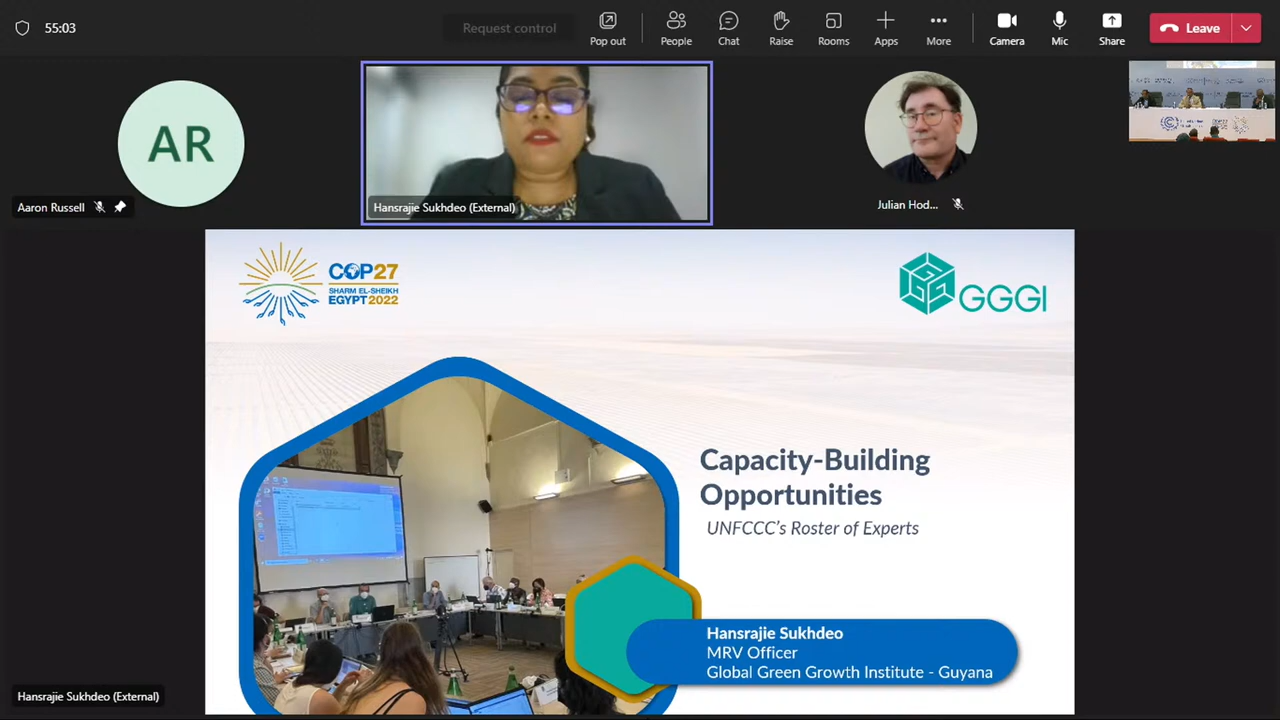 55:03
Request control
Pop out
People
Chat
Raise
Rooms
Apps
More
Camera
Mic
Share
Leave
AR
Aaron Russell
Hansrajie Sukhdeo (External)
Julian Hod...
COP27
SHARM EL-SHEIKH
EGYPT 2022
GGGI
Capacity-Building
Opportunities
UNFCCC's Roster of Experts
Hansrajie Sukhdeo
MRV Officer
Global Green Growth Institute - Guyana
Hansrajie Sukhdeo (External)